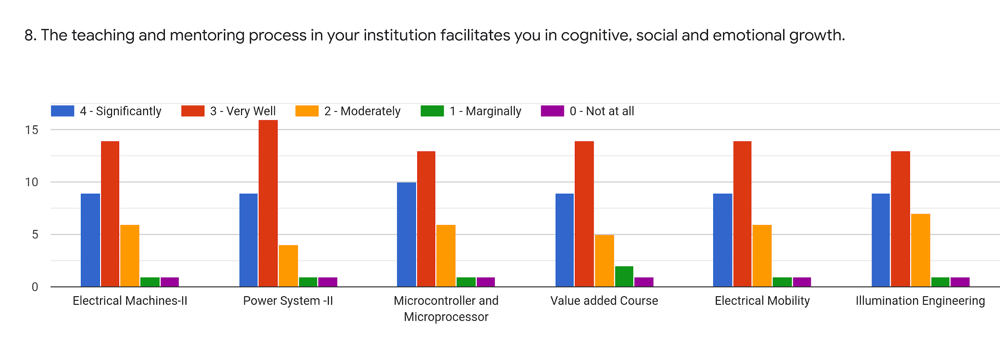 8. The teaching and mentoring process in your institution facilitates you in cognitive, social and emotional growth.
4 - Significantly 3 - Very Well 2 - Moderately 1 - Marginally 0 - Not at all
15
10
5
0
Electrical Machines-II Power System -II Microcontroller and Value added Course Electrical Mobility Illumination Engineering
Microprocessor